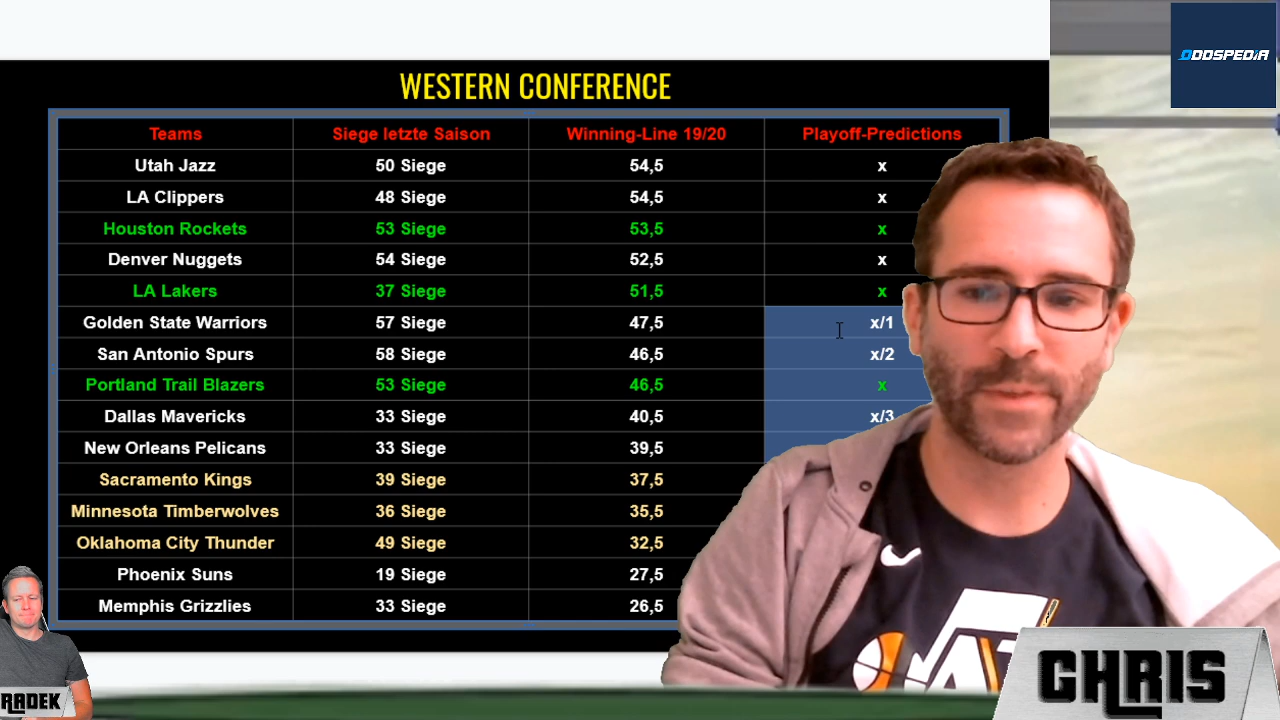 ODDSPEDIA
WESTERN CONFERENCE
Teams Siege letzte Saison Winning-Line 19/20 Playoff-Predictions
Utah Jazz 50 Siege 54,5 x
LA Clippers 48 Siege 54,5 x
Houston Rockets 53 Siege 53,5 x
Denver Nuggets 54 Siege 52,5 x
LA Lakers 37 Siege 51,5 x
Golden State Warriors 57 Siege 47,5 x/1
San Antonio Spurs 58 Siege 46,5 x/2
Portland Trail Blazers 53 Siege 46,5 x
Dallas Mavericks 33 Siege 40,5 x/3
New Orleans Pelicans 33 Siege 39,5
Sacramento Kings 39 Siege 37,5
Minnesota Timberwolves 36 Siege 35,5
Oklahoma City Thunder 49 Siege 32,5
Phoenix Suns 19 Siege 27,5
Memphis Grizzlies 33 Siege 26,5
RADEK
CHRIS